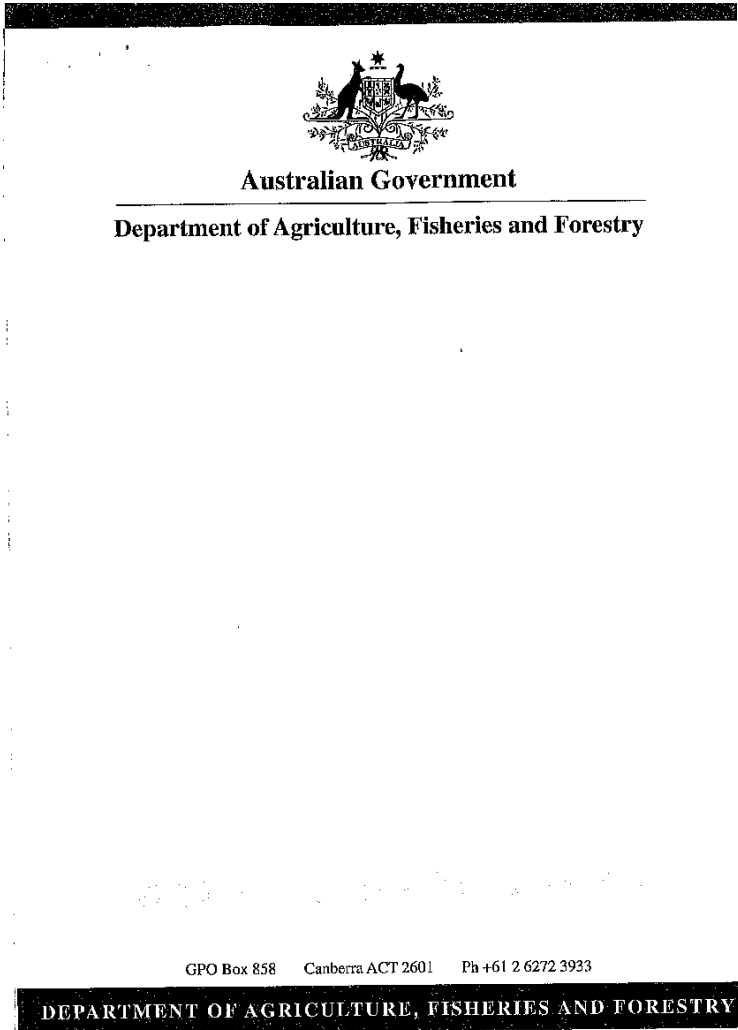 AUSTRALIA
Australian Government
Department of Agriculture, Fisheries and Forestry
GPO Box 858 Canberra ACT 2601 Ph +61 2 6272 3933
DEPARTMENT OF AGRICULTURE, FISHERIES AND FORESTRY